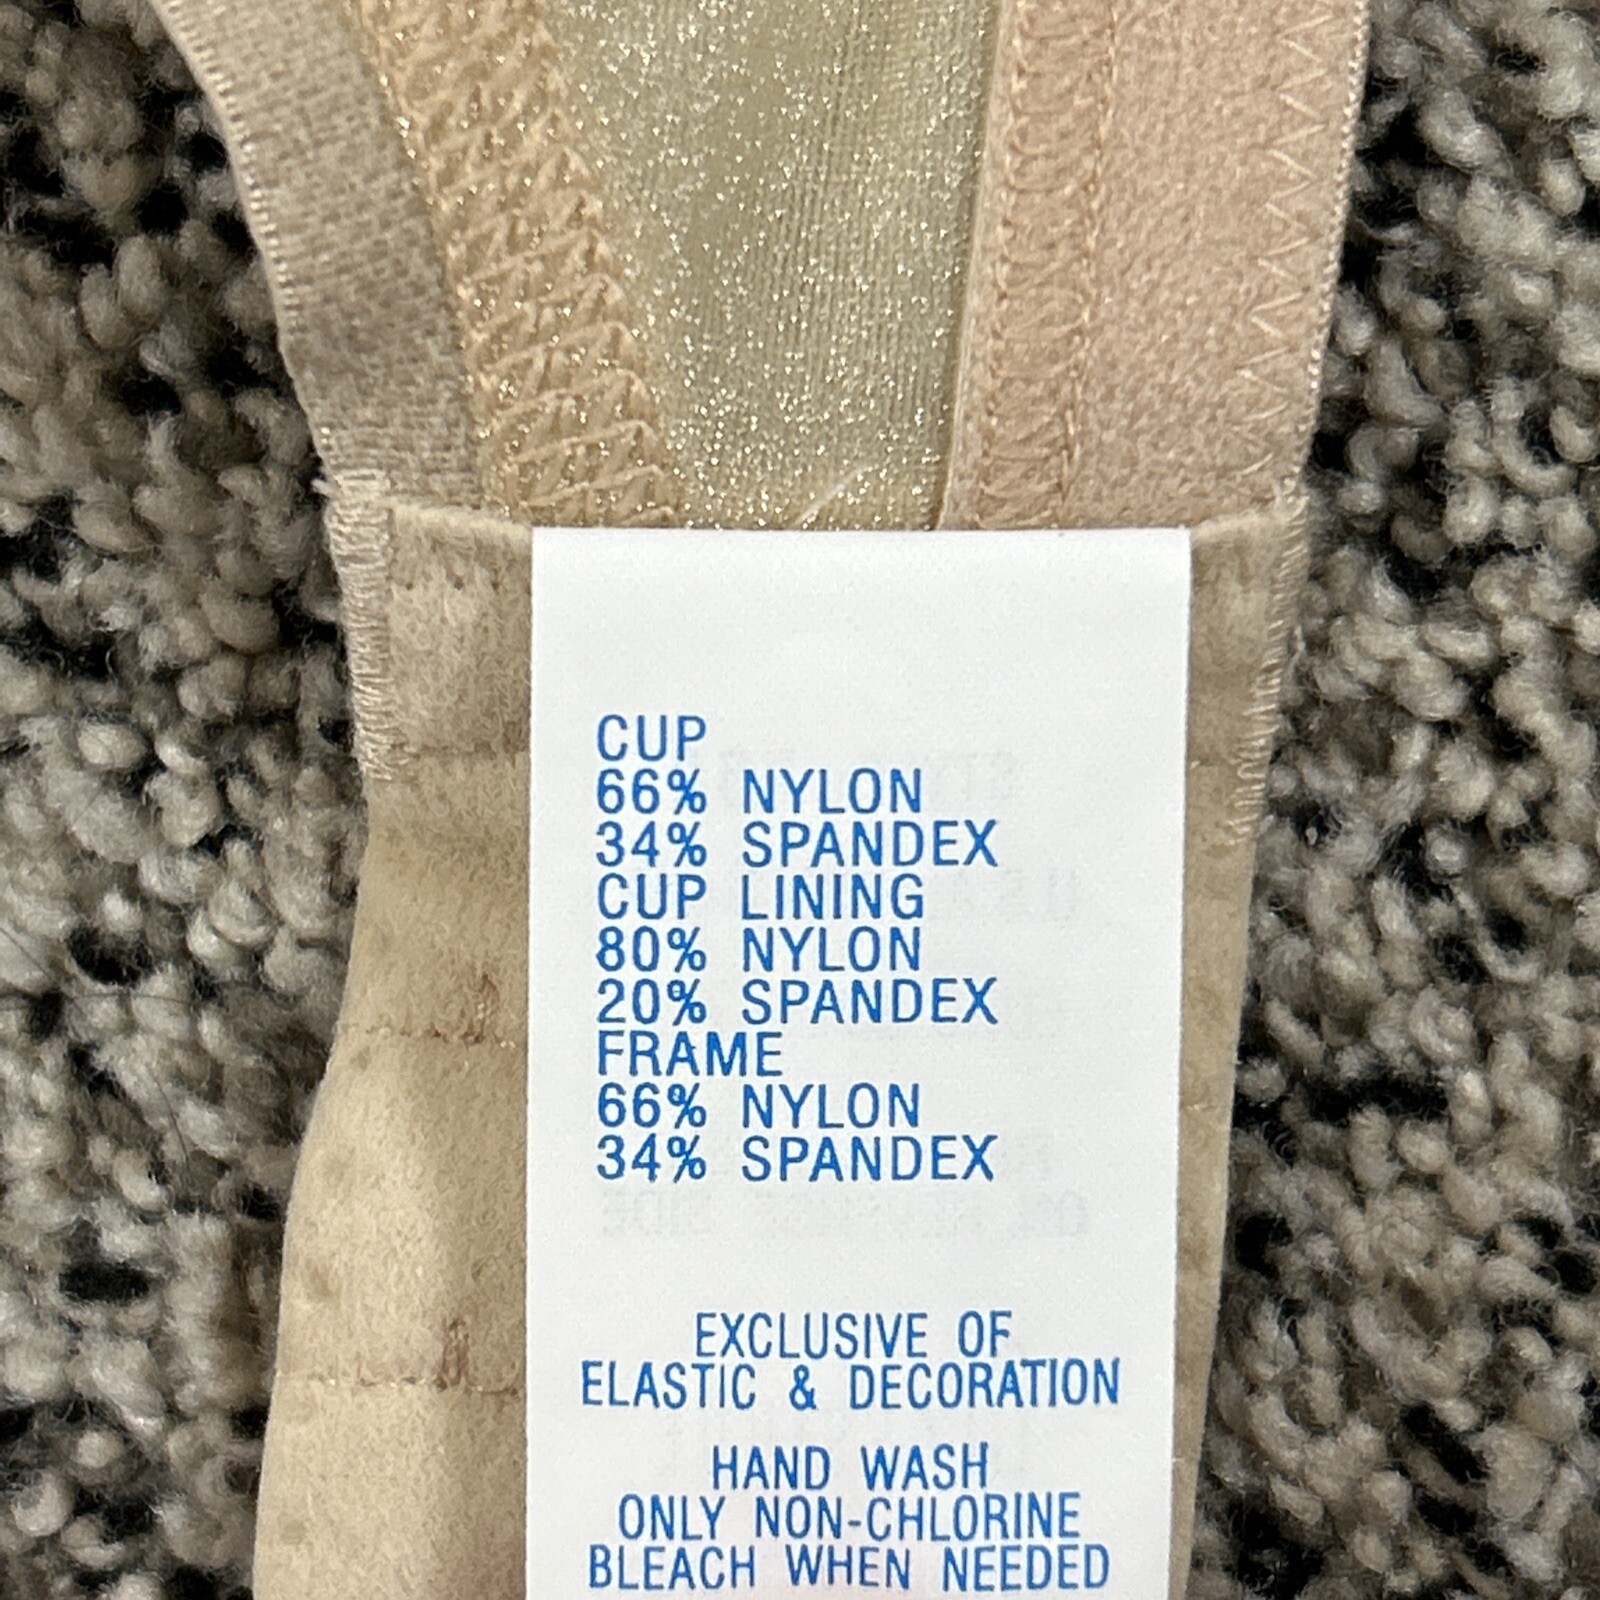 CUP
66% NYLON
34% SPANDEX
CUP LINING
80% NYLON
20% SPANDEX
FRAME
66% NYLON
34% SPANDEX
EXCLUSIVE OF
ELASTIC & DECORATION
HAND WASH
ONLY NON-CHLORINE
BLEACH WHEN NEEDED